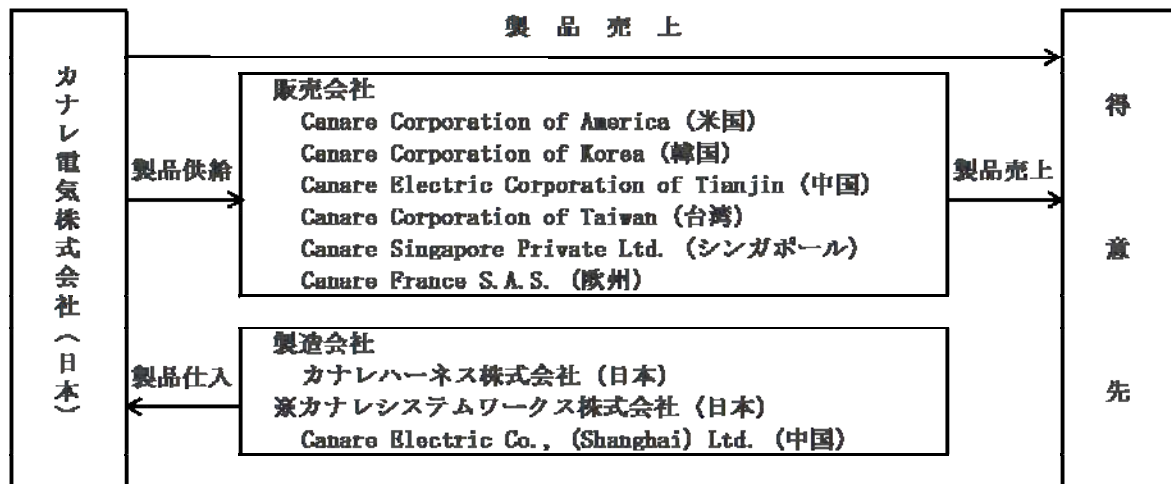 製品売上
カナレ電気株式会社（日本）
製品供給
販売会社
Canare Corporation of America (米国)
Canare Corporation of Korea (韓国)
Canare Electric Corporation of Tianjin (中国)
Canare Corporation of Taiwan (台湾)
Canare Singapore Private Ltd. (シンガポール)
Canare France S.A.S. (欧州)
製品売上
得意先
製品仕入
製造会社
カナレハーネス株式会社 (日本)
※カナレシステムワークス株式会社 (日本)
Canare Electric Co., (Shanghai) Ltd. (中国)